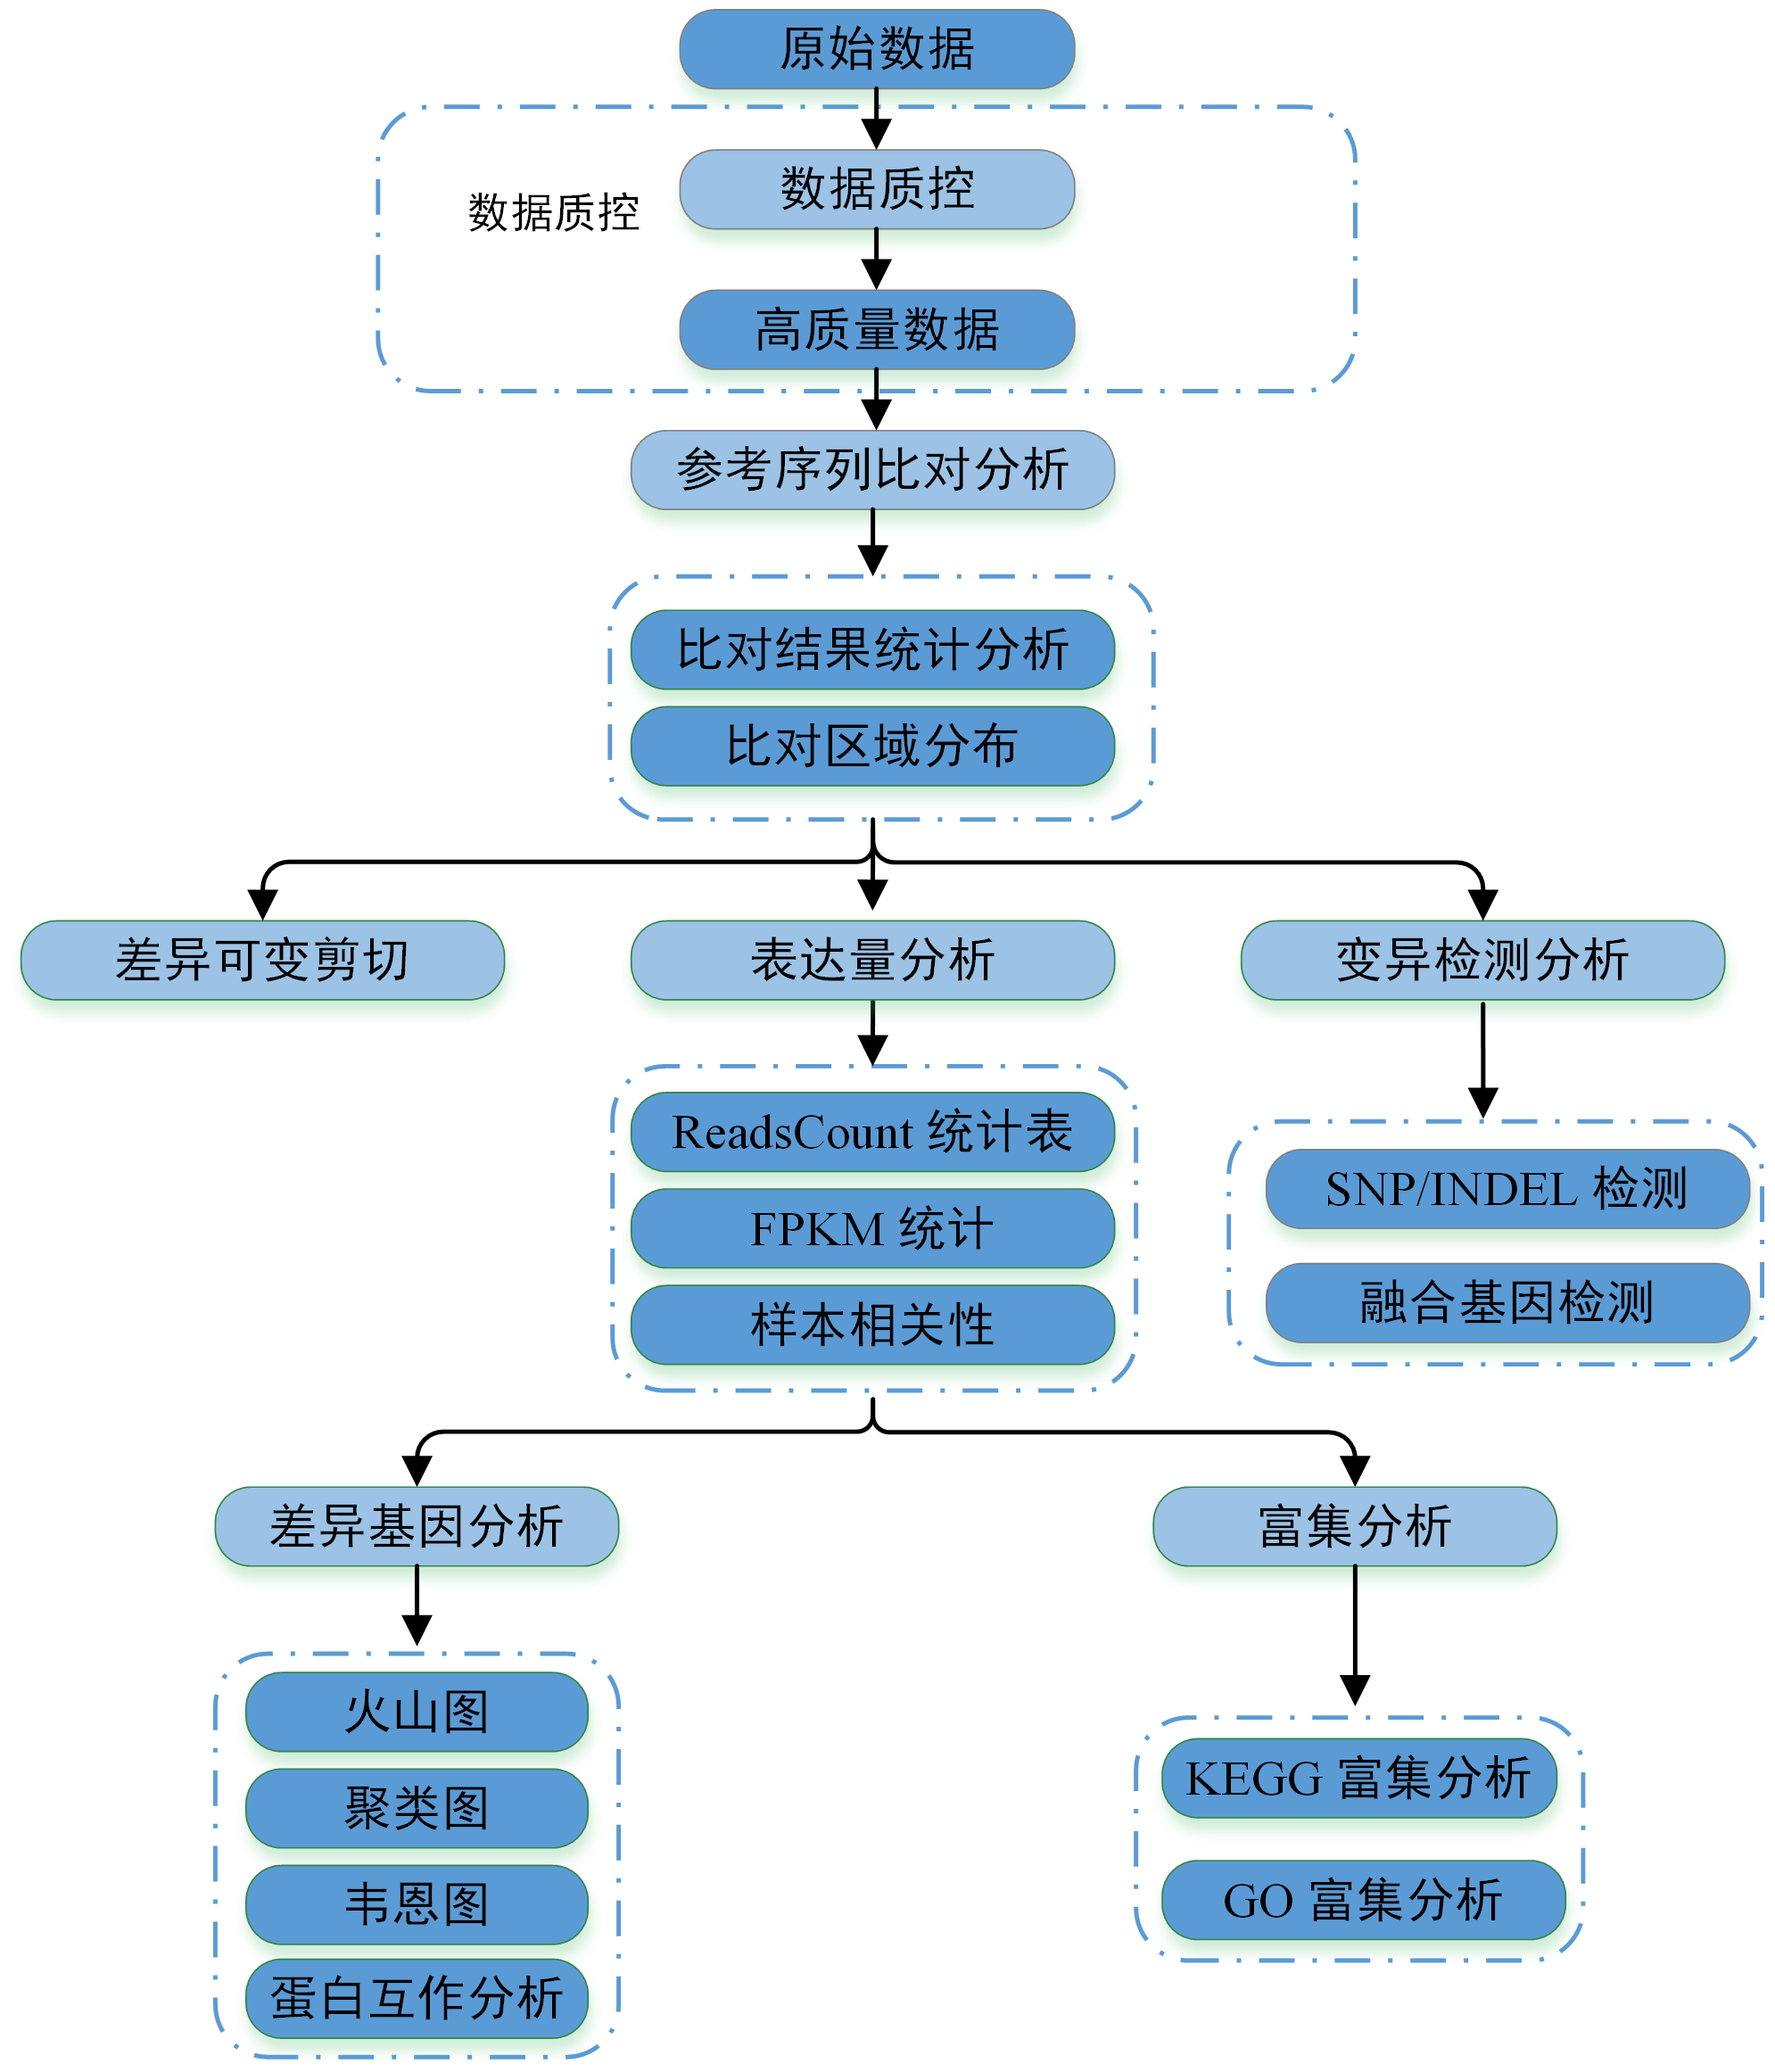 原始数据
数据质控
数据质控
高质量数据
参考序列比对分析
比对结果统计分析
比对区域分布
差异可变剪切
表达量分析
变异检测分析
ReadsCount 统计表
FPKM 统计
样本相关性
SNP/INDEL 检测
融合基因检测
差异基因分析
富集分析
火山图
聚类图
韦恩图
蛋白互作分析
KEGG 富集分析
GO 富集分析